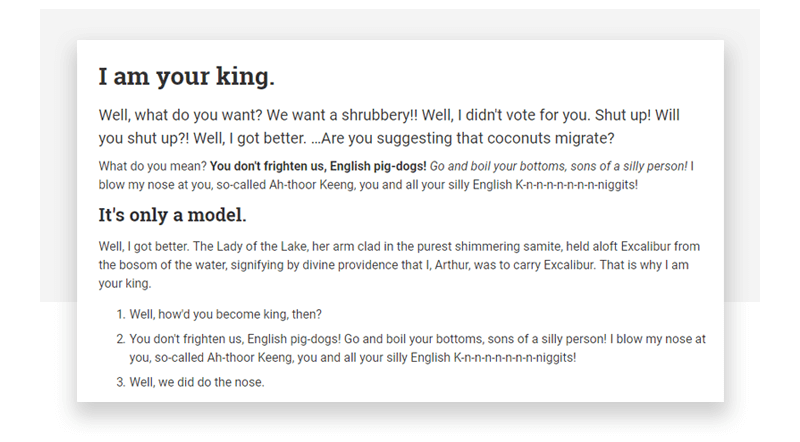 I am your king.
Well, what do you want? We want a shrubbery!! Well, I didn't vote for you. Shut up! Will
you shut up?! Well, I got better. …Are you suggesting that coconuts migrate?
What do you mean? You don't frighten us, English pig-dogs! Go and boil your bottoms, sons of a silly person! I
blow my nose at you, so-called Ah-thoor Keeng, you and all your silly English K-n-n-n-n-n-n-n-niggits!
It's only a model.
Well, I got better. The Lady of the Lake, her arm clad in the purest shimmering samite, held aloft Excalibur from
the bosom of the water, signifying by divine providence that I, Arthur, was to carry Excalibur. That is why I am
your king.
1. Well, how'd you become king, then?
2. You don't frighten us, English pig-dogs! Go and boil your bottoms, sons of a silly person! I blow my nose at
you, so-called Ah-thoor Keeng, you and all your silly English K-n-n-n-n-n-n-n-niggits!
3. Well, we did do the nose.